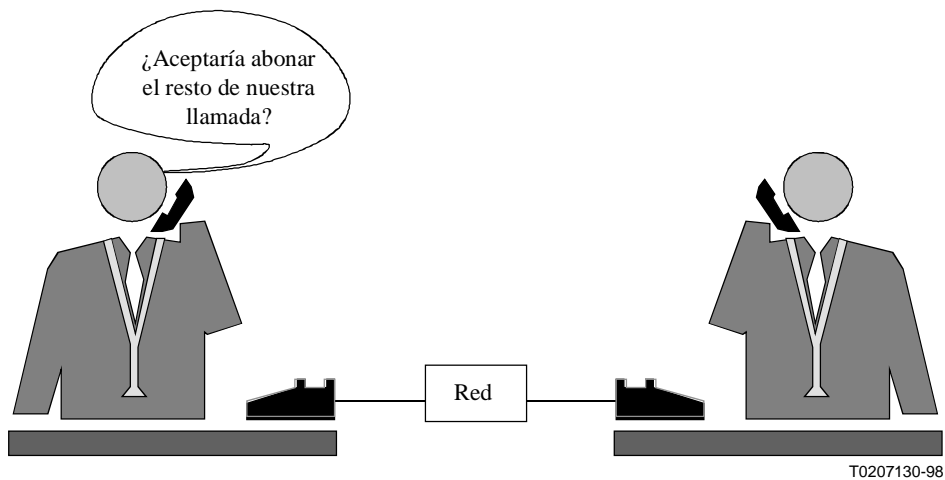 ¿Aceptaría abonar
el resto de nuestra
llamada?
Red
T0207130-98